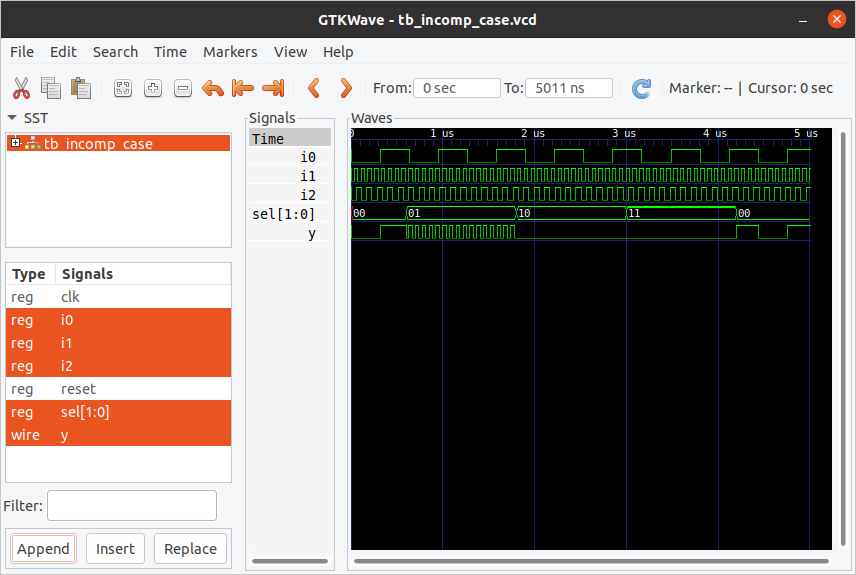 GTKWave - tb_incomp_case.vcd
File Edit Search Time Markers View Help
From: 0 sec To: 5011 ns Marker: -- | Cursor: 0 sec
SST
tb_incomp_case
Type Signals
reg clk
reg i0
reg i1
reg i2
reg reset
reg sel[1:0]
wire y
Filter:
Append Insert Replace
Signals
Time
i0
i1
i2
sel[1:0]
y
Waves
0 1 us 2 us 3 us 4 us 5 us
00 01 10 11 00